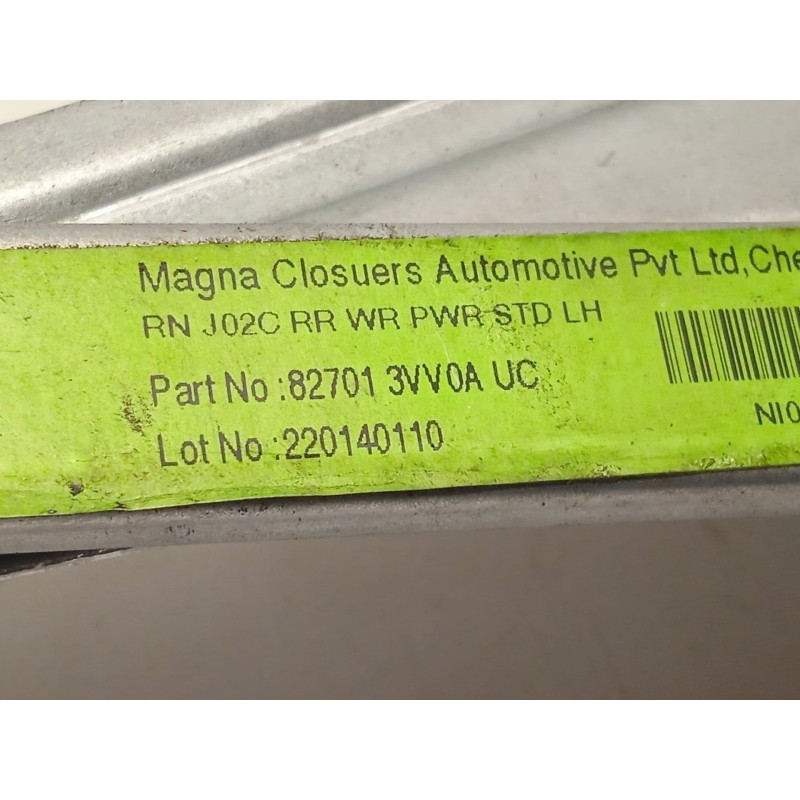 Magna Closuers Automotive Pvt Ltd,Che
RN J02C RR WR PWR STD LH
Part No :82701 3VV0A UC
Lot No :220140110
NI0